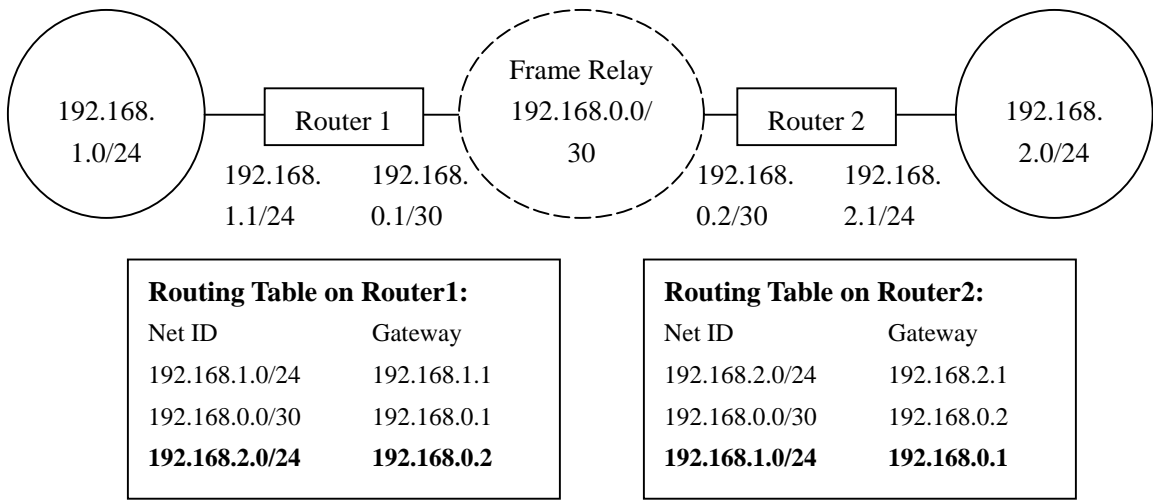 192.168.
1.0/24
Router 1
192.168.
1.1/24
192.168.
0.1/30
Frame Relay
192.168.0.0/
30
Router 2
192.168.
0.2/30
192.168.
2.1/24
192.168.
2.0/24
Routing Table on Router1:
Net ID Gateway
192.168.1.0/24 192.168.1.1
192.168.0.0/30 192.168.0.1
192.168.2.0/24 192.168.0.2
Routing Table on Router2:
Net ID Gateway
192.168.2.0/24 192.168.2.1
192.168.0.0/30 192.168.0.2
192.168.1.0/24 192.168.0.1